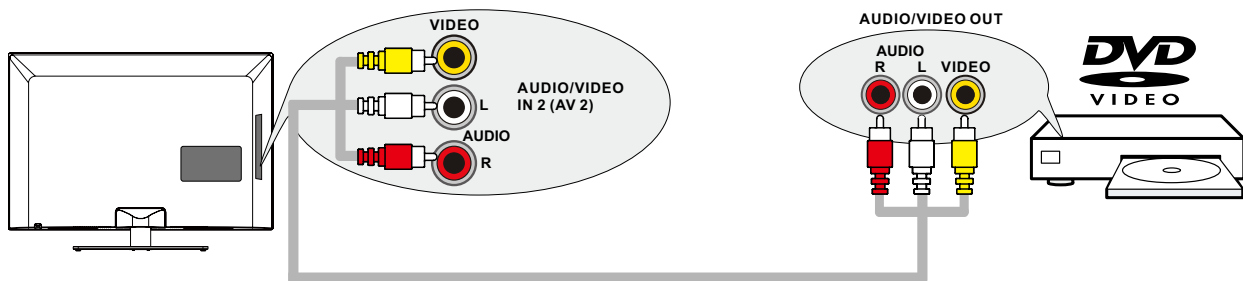 VIDEO
AUDIO/VIDEO
IN 2 (AV 2)
L
AUDIO
R
AUDIO/VIDEO OUT
AUDIO
R L VIDEO
DVD
VIDEO